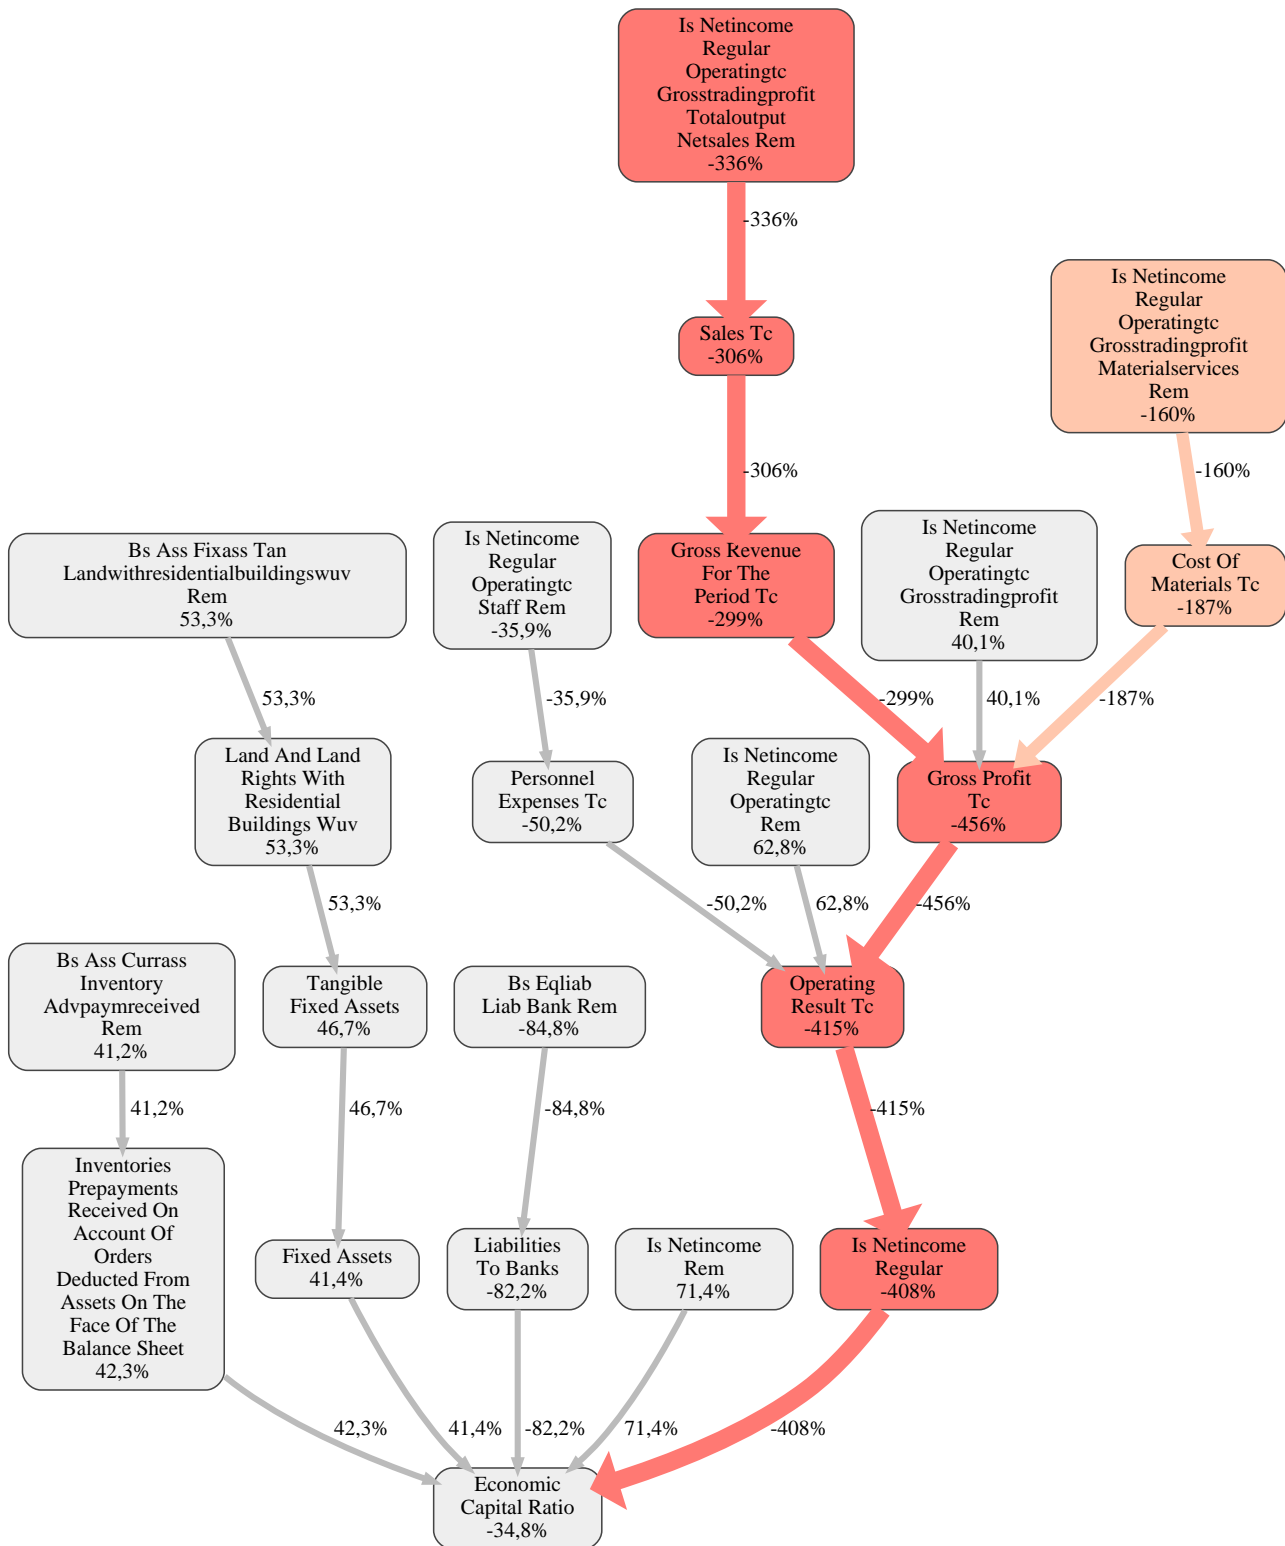 Is Netincome
Regular
Operatingtc
Grosstradingprofit
Totaloutput
Netsales Rem
-336%
-336%
Sales Tc
-306%
Is Netincome
Regular
Operatingtc
Grosstradingprofit
Materialservices
Rem
-160%
-306%
-160%
Bs Ass Fixass Tan
Landwithresidentialbuildingswuv
Rem
53,3%
Is Netincome
Regular
Operatingtc
Staff Rem
-35,9%
Gross Revenue
For The
Period Tc
-299%
Is Netincome
Regular
Operatingtc
Grosstradingprofit
Rem
40,1%
Cost Of
Materials Tc
-187%
53,3%
-35,9%
-299%
40,1%
-187%
Land And Land
Rights With
Residential
Buildings Wuv
53,3%
Personnel
Expenses Tc
-50,2%
Is Netincome
Regular
Operatingtc
Rem
62,8%
Gross Profit
Tc
-456%
53,3%
-50,2%
62,8%
-456%
Bs Ass Currass
Inventory
Advpaymreceived
Rem
41,2%
Tangible
Fixed Assets
46,7%
Bs Eqliab
Liab Bank Rem
-84,8%
Operating
Result Tc
-415%
41,2%
46,7%
-84,8%
-415%
Inventories
Prepayments
Received On
Account Of
Orders
Deducted From
Assets On The
Face Of The
Balance Sheet
42,3%
Fixed Assets
41,4%
Liabilities
To Banks
-82,2%
Is Netincome
Rem
71,4%
Is Netincome
Regular
-408%
42,3%
41,4%
-82,2%
71,4%
-408%
Economic
Capital Ratio
-34,8%